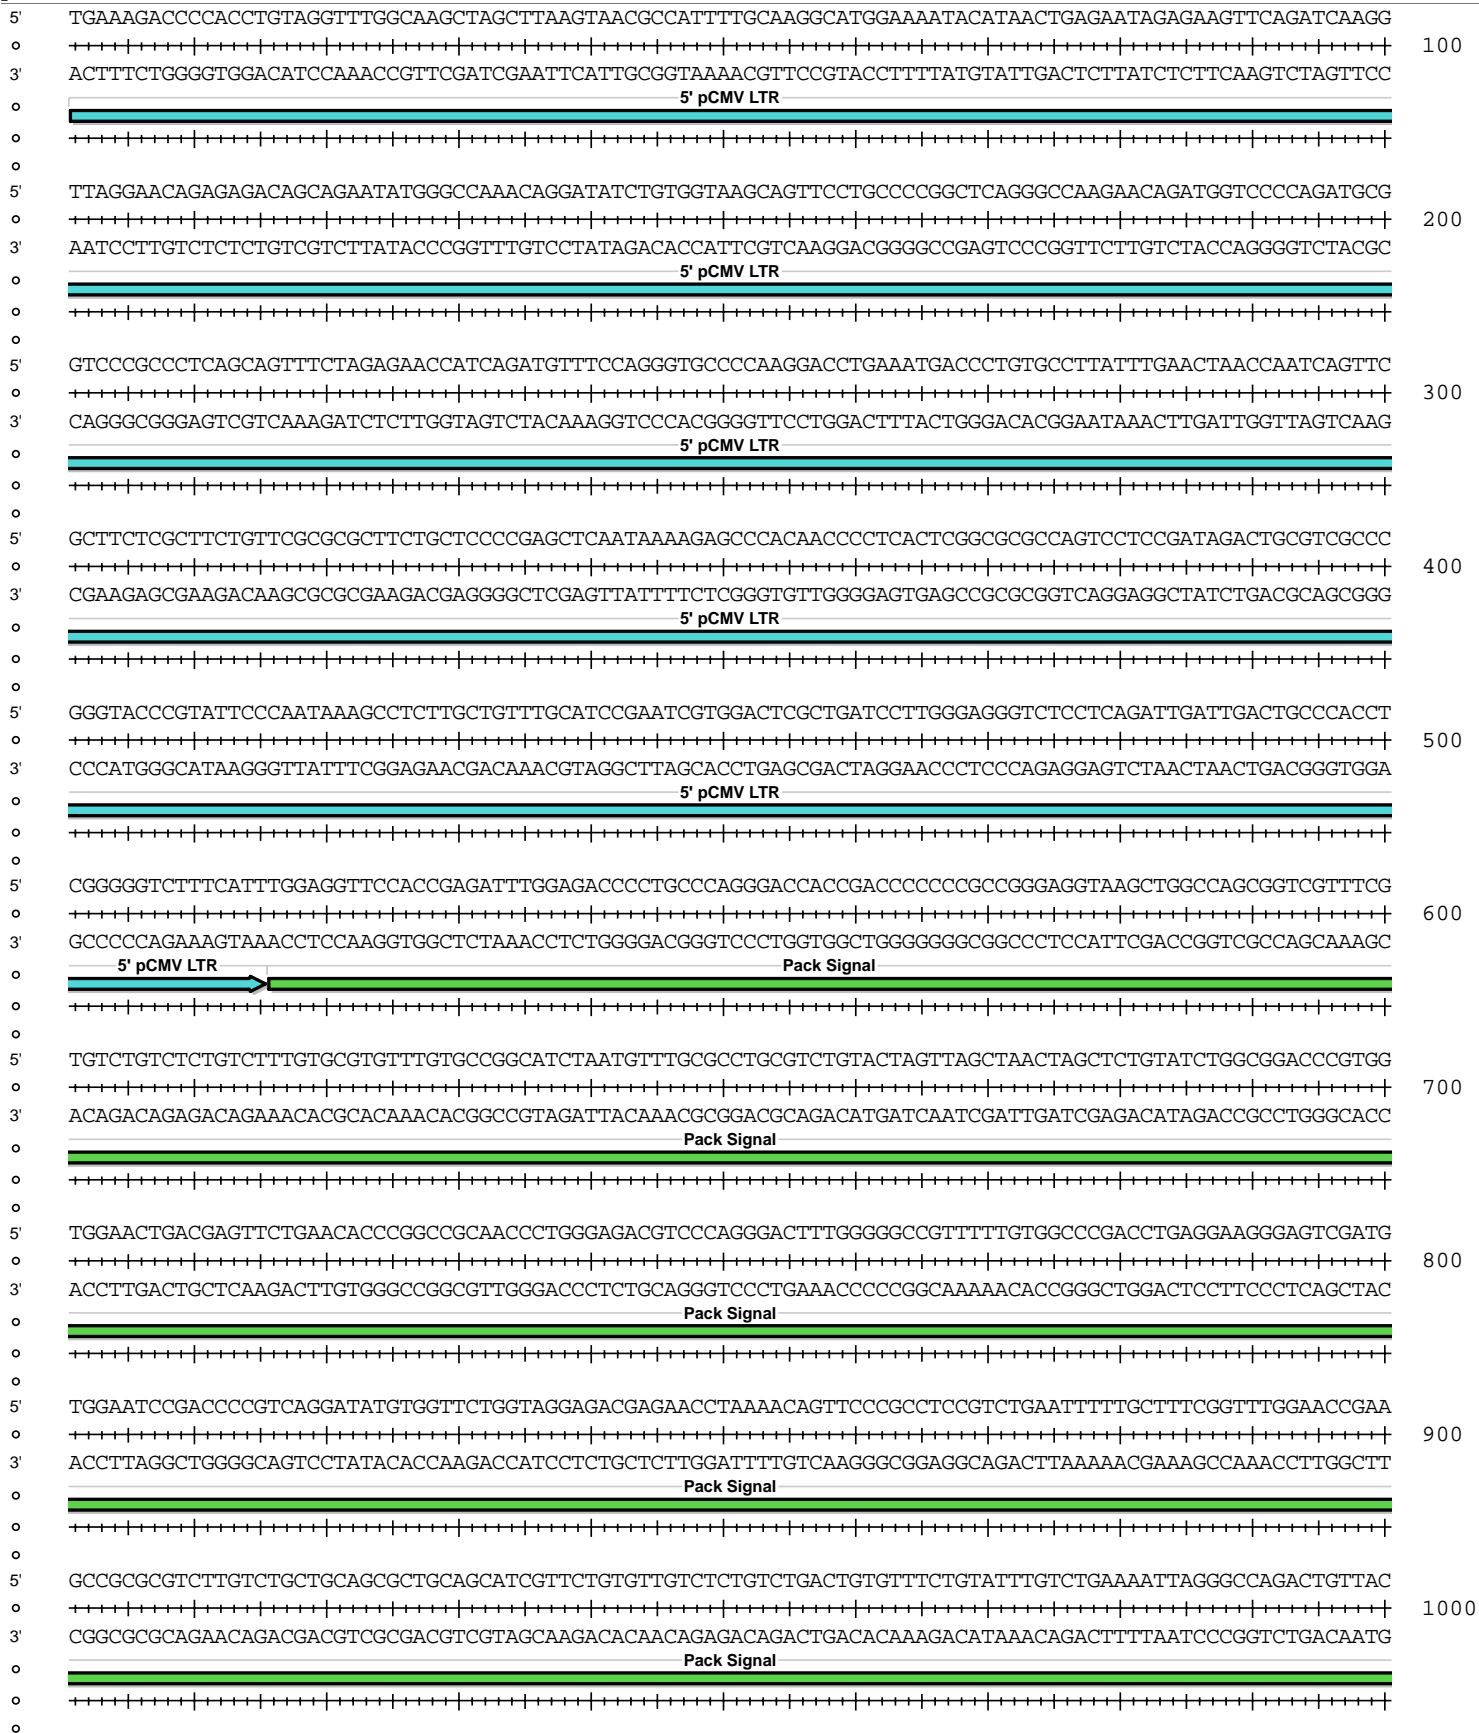 5' TGAAAGACCCCACCTGTAGGTTTGGCAAGCTAGCTTAAGTAACGCCATTTTGCAAGGCATGGAAAATACATAACTGAGAATAGAGAAGTTCAGATCAAGG
100
3' ACTTTCTGGGGTGGACATCCAAACCGTTCGATCGAATTCATTGCGGTAAAACGTTCCGTACCTTTTATGTATTGACTCTTATCTCTTCAAGTCTAGTTCC
5' pCMV LTR
5' TTAGGAACAGAGAGACAGCAGAATATGGGCCAAACAGGATATCTGTGGTAAGCAGTTCCTGCCCCGGCTCAGGGCCAAGAACAGATGGTCCCCAGATGCG
200
3' AATCCTTGTCTCTCTGTCGTCTTATACCCGGTTTGTCCTATAGACACCATTCGTCAAGGACGGGGCCGAGTCCCGGTTCTTGTCTACCAGGGGTCTACGC
5' pCMV LTR
5' GTCCCGCCCTCAGCAGTTTCTAGAGAACCATCAGATGTTTCCAGGGTGCCCCAAGGACCTGAAATGACCCTGTGCCTTATTTGAACTAACCAATCAGTTC
300
3' CAGGGCGGGAGTCGTCAAAGATCTCTTGGTAGTCTACAAAGGTCCCACGGGGTTCCTGGACTTTACTGGGACACGGAATAAACTTGATTGGTTAGTCAAG
5' pCMV LTR
5' GCTTCTCGCTTCTGTTCGCGCGCTTCTGCTCCCCGAGCTCAATAAAAGAGCCCACAACCCCTCACTCGGCGCGCCAGTCCTCCGATAGACTGCGTCGCCC
400
3' CGAAGAGCGAAGACAAGCGCGCGAAGACGAGGGGCTCGAGTTATTTTCTCGGGTGTTGGGGAGTGAGCCGCGCGGTCAGGAGGCTATCTGACGCAGCGGG
5' pCMV LTR
5' GGGTACCCGTATTCCCAATAAAGCCTCTTGCTGTTTGCATCCGAATCGTGGACTCGCTGATCCTTGGGAGGGTCTCCTCAGATTGATTGACTGCCCACCT
500
3' CCCATGGGCATAAGGGTTATTTCGGAGAACGACAAACGTAGGCTTAGCACCTGAGCGACTAGGAACCCTCCCAGAGGAGTCTAACTAACTGACGGGTGGA
5' pCMV LTR
5' CGGGGGTCTTTCATTTGGAGGTTCCACCGAGATTTGGAGACCCCTGCCCAGGGACCACCGACCCCCCCGCCGGGAGGTAAGCTGGCCAGCGGTCGTTTCG
600
3' GCCCCCAGAAAGTAAACCTCCAAGGTGGCTCTAAACCTCTGGGGACGGGTCCCTGGTGGCTGGGGGGGCGGCCCTCCATTCGACCGGTCGCCAGCAAAGC
5' pCMV LTR Pack Signal
5' TGTCTGTCTCTGTCTTTGTGCGTGTTTGTGCCGGCATCTAATGTTTGCGCCTGCGTCTGTACTAGTTAGCTAACTAGCTCTGTATCTGGCGGACCCGTGG
700
3' ACAGACAGAGACAGAAACACGCACAAACACGGCCGTAGATTACAAACGCGGACGCAGACATGATCAATCGATTGATCGAGACATAGACCGCCTGGGCACC
Pack Signal
5' TGGAACTGACGAGTTCTGAACACCCGGCCGCAACCCTGGGAGACGTCCCAGGGACTTTGGGGGCCGTTTTTGTGGCCCGACCTGAGGAAGGGAGTCGATG
800
3' ACCTTGACTGCTCAAGACTTGTGGGCCGGCGTTGGGACCCTCTGCAGGGTCCCTGAAACCCCCGGCAAAAACACCGGGCTGGACTCCTTCCCTCAGCTAC
Pack Signal
5' TGGAATCCGACCCCGTCAGGATATGTGGTTCTGGTAGGAGACGAGAACCTAAAACAGTTCCCGCCTCCGTCTGAATTTTTGCTTTCGGTTTGGAACCGAA
900
3' ACCTTAGGCTGGGGCAGTCCTATACACCAAGACCATCCTCTGCTCTTGGATTTTGTCAAGGGCGGAGGCAGACTTAAAAACGAAAGCCAAACCTTGGCTT
Pack Signal
5' GCCGCGCGTCTTGTCTGCTGCAGCGCTGCAGCATCGTTCTGTGTTGTCTCTGTCTGACTGTGTTTCTGTATTTGTCTGAAAATTAGGGCCAGACTGTTAC
1000
3' CGGCGCGCAGAACAGACGACGTCGCGACGTCGTAGCAAGACACAACAGAGACAGACTGACACAAAGACATAAACAGACTTTTAATCCCGGTCTGACAATG
Pack Signal